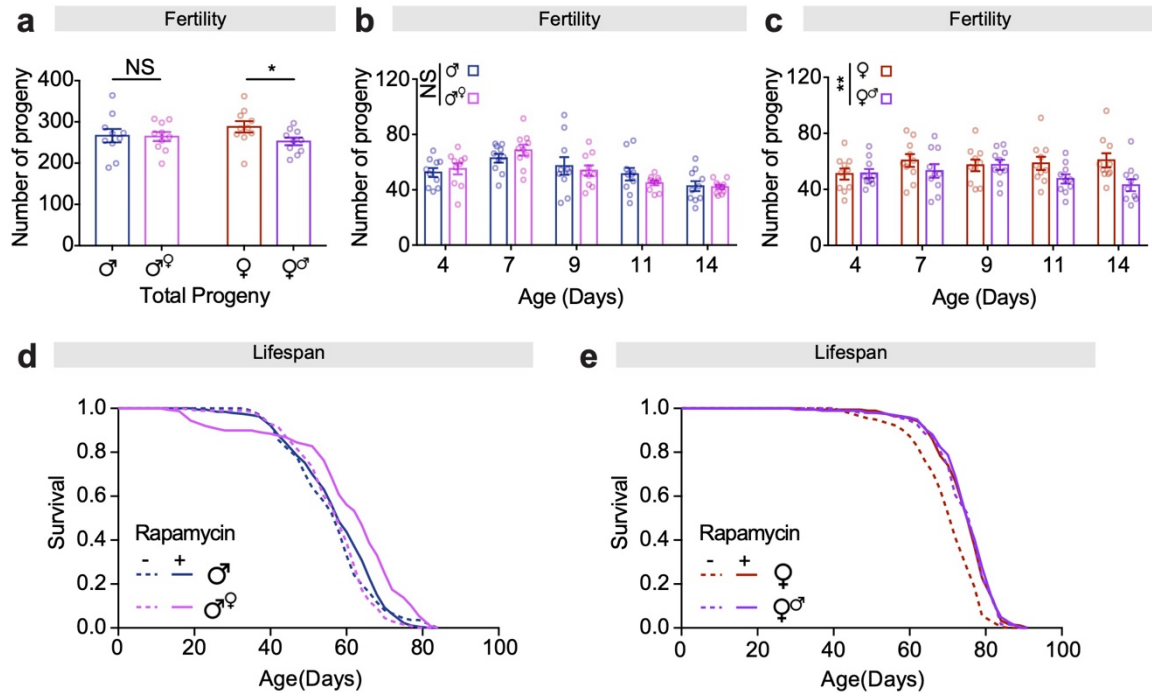 a Fertility
NS *
Number of progeny
400
300
200
100
0
♂ ♂♀ ♀ ♀♂
Total Progeny
b Fertility
Number of progeny
120
80
40
0
NS
♂
♂♀
4 7 9 11 14
Age (Days)
c Fertility
Number of progeny
120
80
40
0
**
♀
♀♂
4 7 9 11 14
Age (Days)
d Lifespan
Survival
1.0
0.8
0.6
0.4
0.2
0.0
Rapamycin
- +
♂
♂♀
0 20 40 60 80 100
Age(Days)
e Lifespan
Survival
1.0
0.8
0.6
0.4
0.2
0.0
Rapamycin
- +
♀
♀♂
0 20 40 60 80 100
Age(Days)